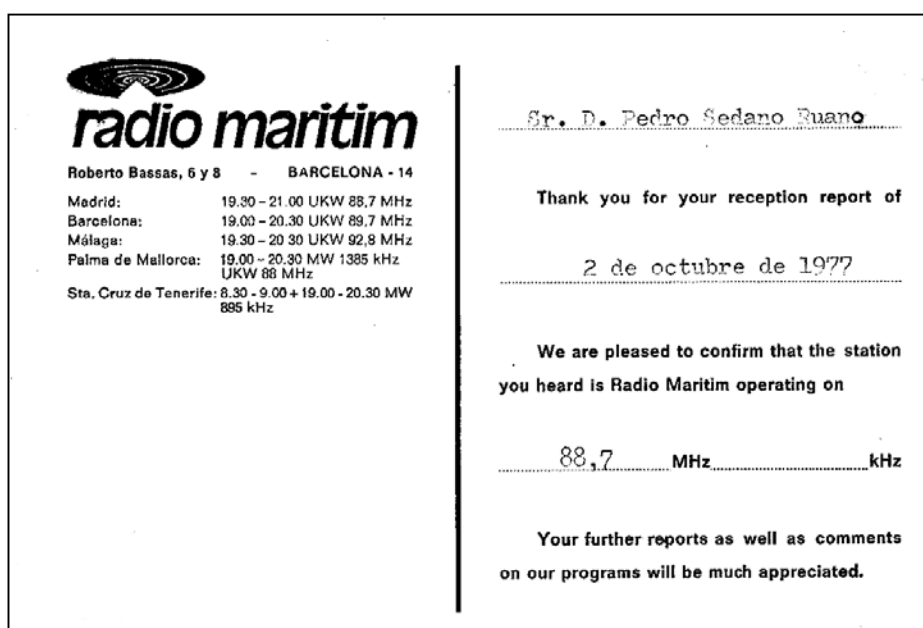 radio maritim
Roberto Bassas, 6 y 8 - BARCELONA - 14
Madrid: 19.30 - 21.00 UKW 88,7 MHz
Barcelona: 19.00 - 20.30 UKW 89,7 MHz
Málaga: 19.30 - 20 30 UKW 92,8 MHz
Palma de Mallorca: 19.00 - 20.30 MW 1385 kHz
UKW 88 MHz
Sta. Cruz de Tenerife: 8.30 - 9.00 + 19.00 - 20.30 MW
895 kHz
Sr. D. Pedro Sedano Ruano
Thank you for your reception report of
2 de octubre de 1977
We are pleased to confirm that the station
you heard is Radio Maritim operating on
88,7 MHz kHz
Your further reports as well as comments
on our programs will be much appreciated.